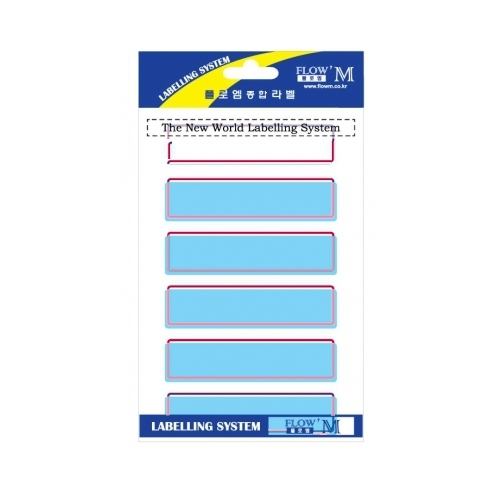 LABELLING SYSTEM
FLOW'M
플로엠
www.flowm.co.kr
플로엠종합라벨
The New World Labelling System
LABELLING SYSTEM
FLOW'M
플로엠